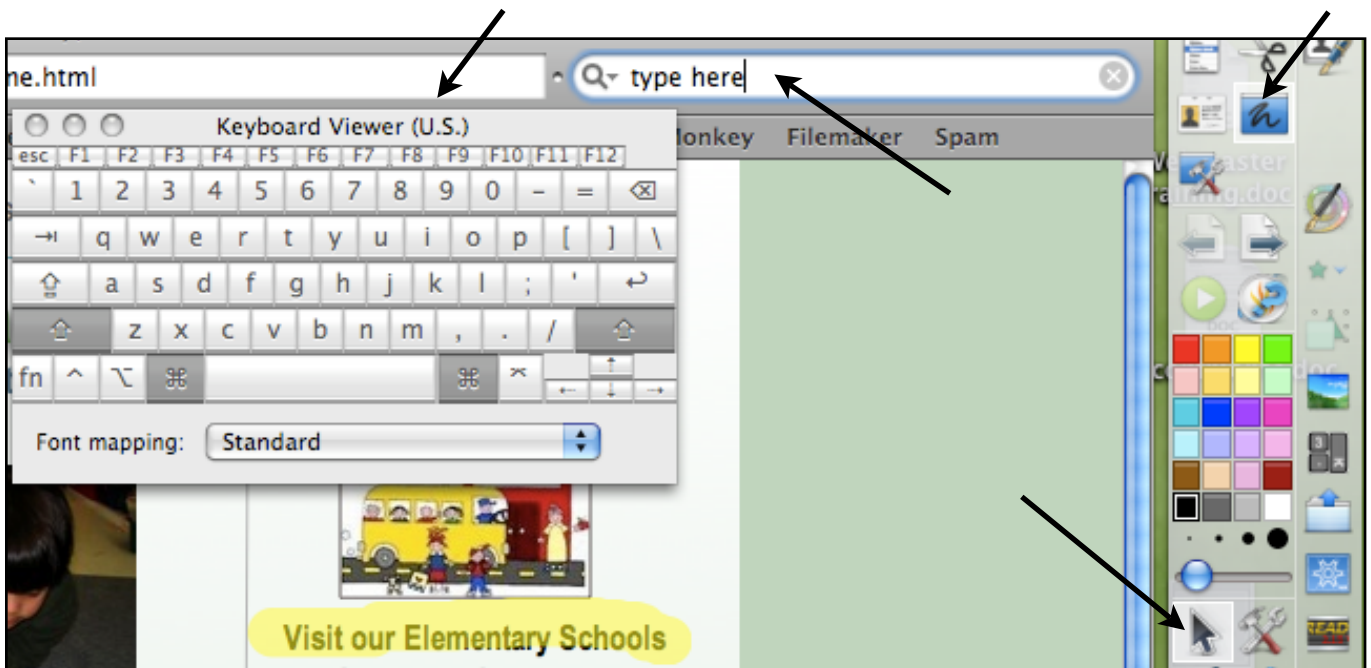 me.html
type here
Monkey Filemaker Spam
Keyboard Viewer (U.S.)
esc F1 F2 F3 F4 F5 F6 F7 F8 F9 F10 F11 F12
` 1 2 3 4 5 6 7 8 9 0 - =
q w e r t y u i o p [ ] \
a s d f g h j k l ; '
z x c v b n m , . /
fn ^ ⌥ ⌘ ⌘
Font mapping: Standard
Visit our Elementary Schools